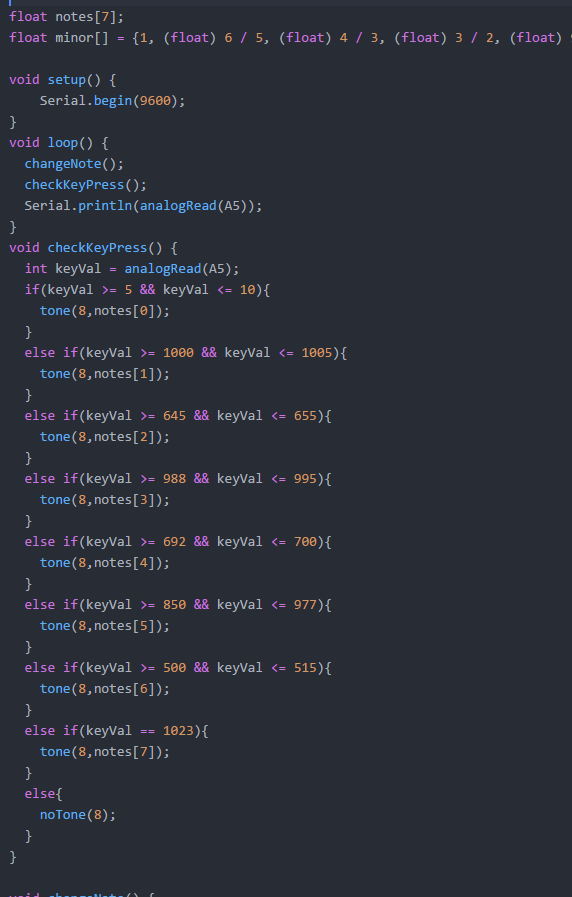 float notes[7];
float minor[] = {1, (float) 6 / 5, (float) 4 / 3, (float) 3 / 2, (float)
void setup() {
    Serial.begin(9600);
}
void loop() {
  changeNote();
  checkKeyPress();
  Serial.println(analogRead(A5));
}
void checkKeyPress() {
  int keyVal = analogRead(A5);
  if(keyVal >= 5 && keyVal <= 10){
    tone(8,notes[0]);
  }
  else if(keyVal >= 1000 && keyVal <= 1005){
    tone(8,notes[1]);
  }
  else if(keyVal >= 645 && keyVal <= 655){
    tone(8,notes[2]);
  }
  else if(keyVal >= 988 && keyVal <= 995){
    tone(8,notes[3]);
  }
  else if(keyVal >= 692 && keyVal <= 700){
    tone(8,notes[4]);
  }
  else if(keyVal >= 850 && keyVal <= 977){
    tone(8,notes[5]);
  }
  else if(keyVal >= 500 && keyVal <= 515){
    tone(8,notes[6]);
  }
  else if(keyVal == 1023){
    tone(8,notes[7]);
  }
  else{
    noTone(8);
  }
}
void changeNote() {